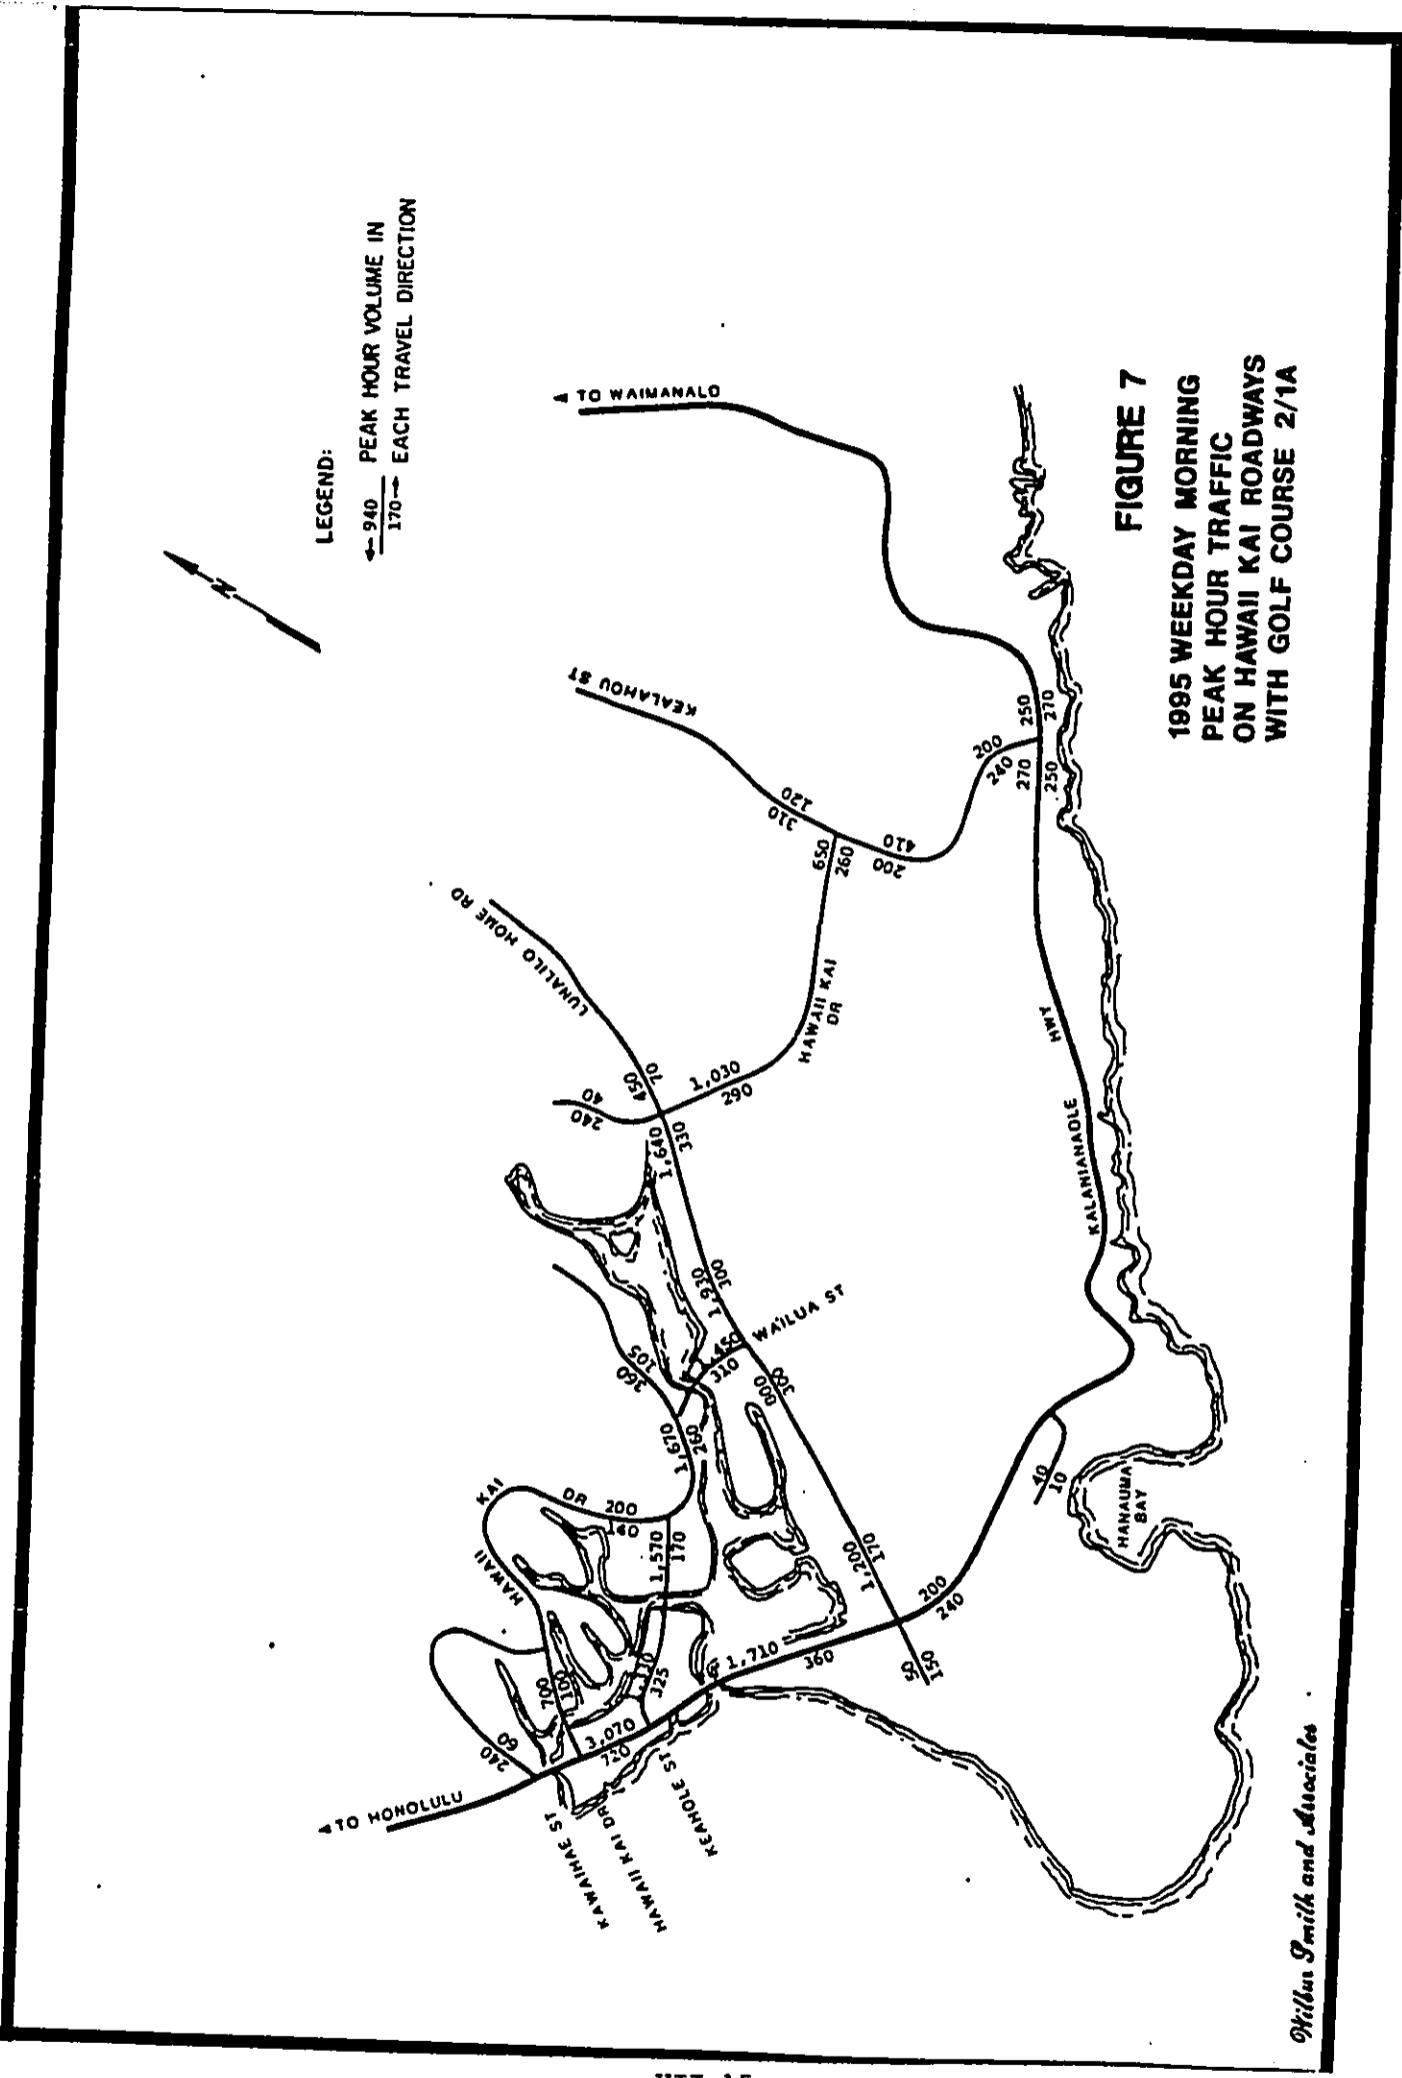 LEGEND:
940 PEAK HOUR VOLUME IN
170 EACH TRAVEL DIRECTION
N
TO WAIMANALO
KEALAHOU ST
120
310
650
260
410
200
200
240
250
270
270
250
LUNALILO HOME RD
450
70
40
240
1,030
290
HAWAII KAI
DR
1,640
330
1,930
300
WAILUA ST
450
310
300
105
360
1,670
260
KALANIANAOLE
HWY
HAWAII
KAI
DR
200
140
1,570
170
1,200
170
40
10
HANAUMA
BAY
200
240
50
150
1,710
360
700
100
325
3,070
720
60
240
TO HONOLULU
KAWAIHAE ST
HAWAII KAI DR
KEAHOLE ST
FIGURE 7
1995 WEEKDAY MORNING
PEAK HOUR TRAFFIC
ON HAWAII KAI ROADWAYS
WITH GOLF COURSE 2/1A
Wilbur Smith and Associates